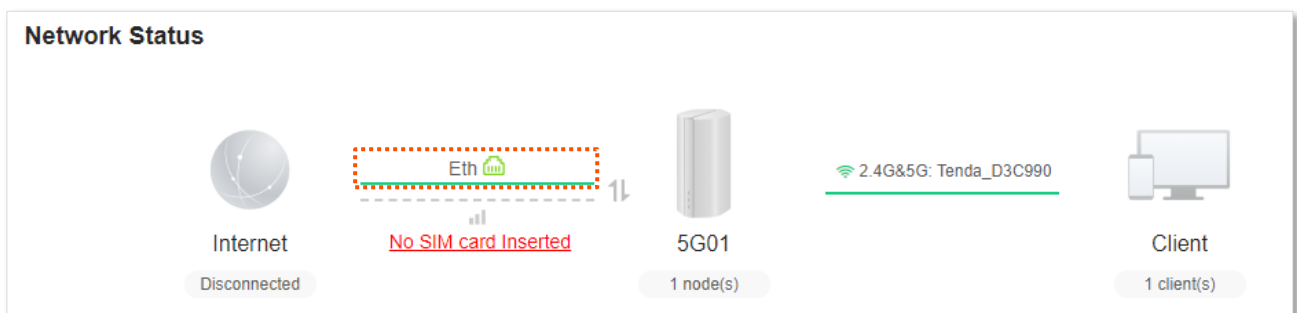 Network Status
Eth
2.4G&5G: Tenda_D3C990
No SIM card Inserted
Internet
5G01
Client
Disconnected
1 node(s)
1 client(s)